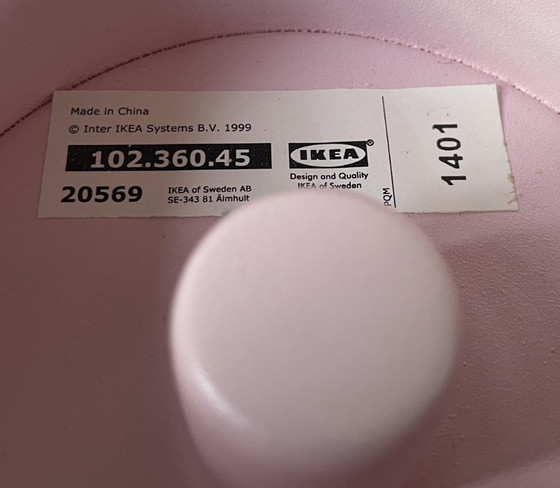 Made in China
© Inter IKEA Systems B.V. 1999
102.360.45
20569
IKEA of Sweden AB
SE-343 81 Älmhult
IKEA®
Design and Quality
IKEA of Sweden
PQM
1401